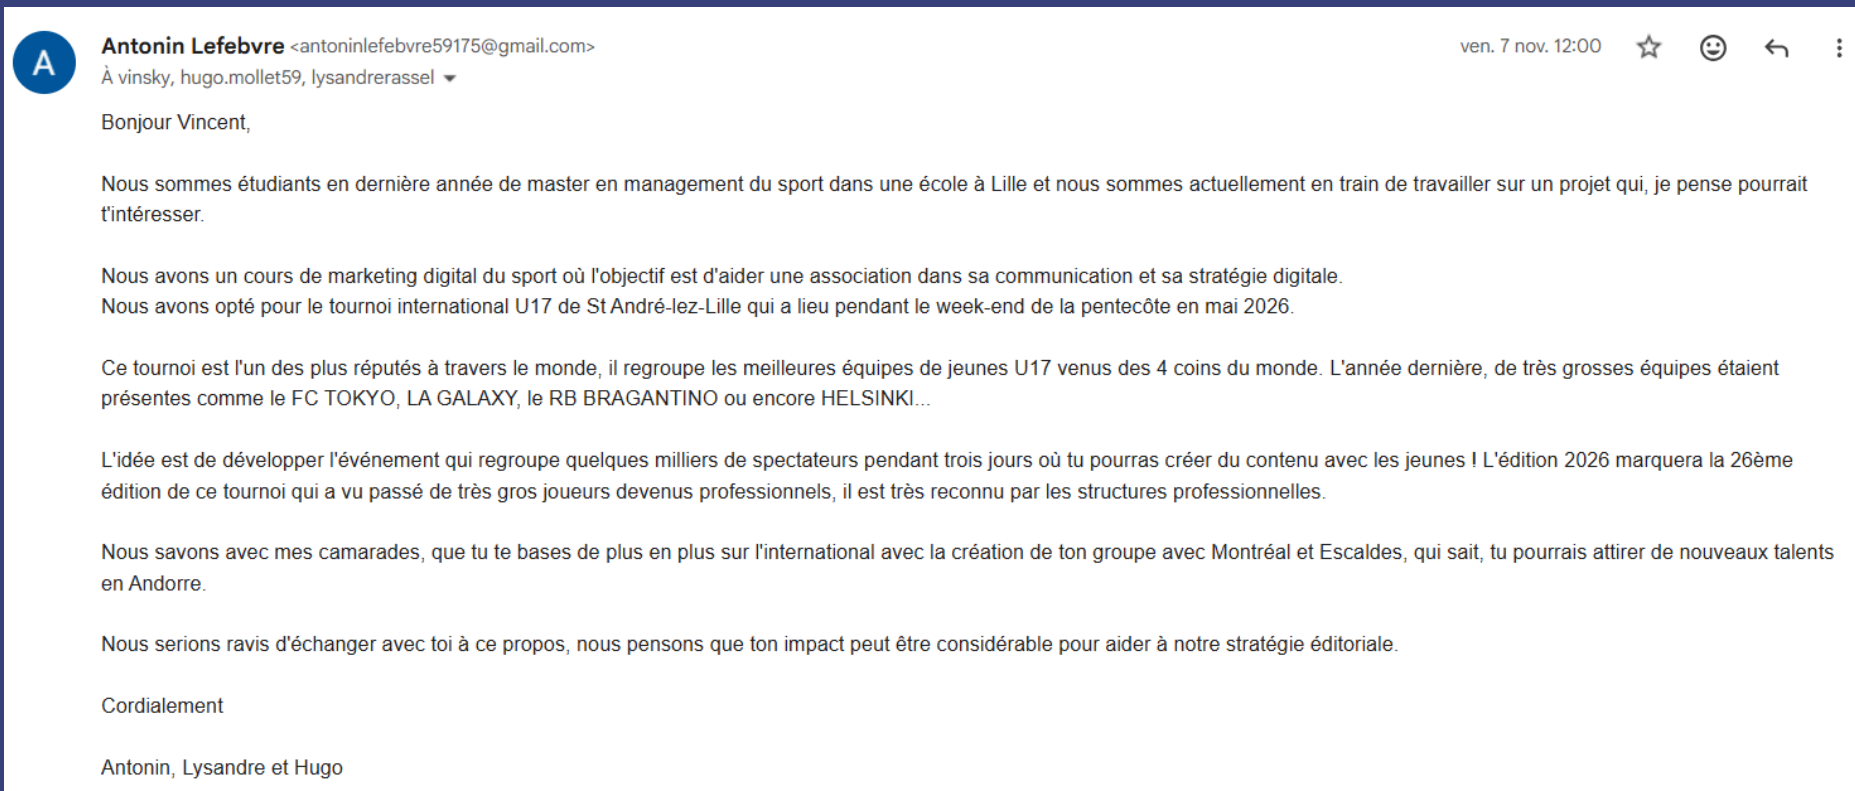 A
Antonin Lefebvre <antoninlefebvre59175@gmail.com>
ven. 7 nov. 12:00
À vinsky, hugo.mollet59, lysandrerassel
Bonjour Vincent,
Nous sommes étudiants en dernière année de master en management du sport dans une école à Lille et nous sommes actuellement en train de travailler sur un projet qui, je pense pourrait
t'intéresser.
Nous avons un cours de marketing digital du sport où l'objectif est d'aider une association dans sa communication et sa stratégie digitale.
Nous avons opté pour le tournoi international U17 de St André-lez-Lille qui a lieu pendant le week-end de la pentecôte en mai 2026.
Ce tournoi est l'un des plus réputés à travers le monde, il regroupe les meilleures équipes de jeunes U17 venus des 4 coins du monde. L'année dernière, de très grosses équipes étaient
présentes comme le FC TOKYO, LA GALAXY, le RB BRAGANTINO ou encore HELSINKI...
L'idée est de développer l'événement qui regroupe quelques milliers de spectateurs pendant trois jours où tu pourras créer du contenu avec les jeunes ! L'édition 2026 marquera la 26ème
édition de ce tournoi qui a vu passé de très gros joueurs devenus professionnels, il est très reconnu par les structures professionnelles.
Nous savons avec mes camarades, que tu te bases de plus en plus sur l'international avec la création de ton groupe avec Montréal et Escaldes, qui sait, tu pourrais attirer de nouveaux talents
en Andorre.
Nous serions ravis d'échanger avec toi à ce propos, nous pensons que ton impact peut être considérable pour aider à notre stratégie éditoriale.
Cordialement
Antonin, Lysandre et Hugo